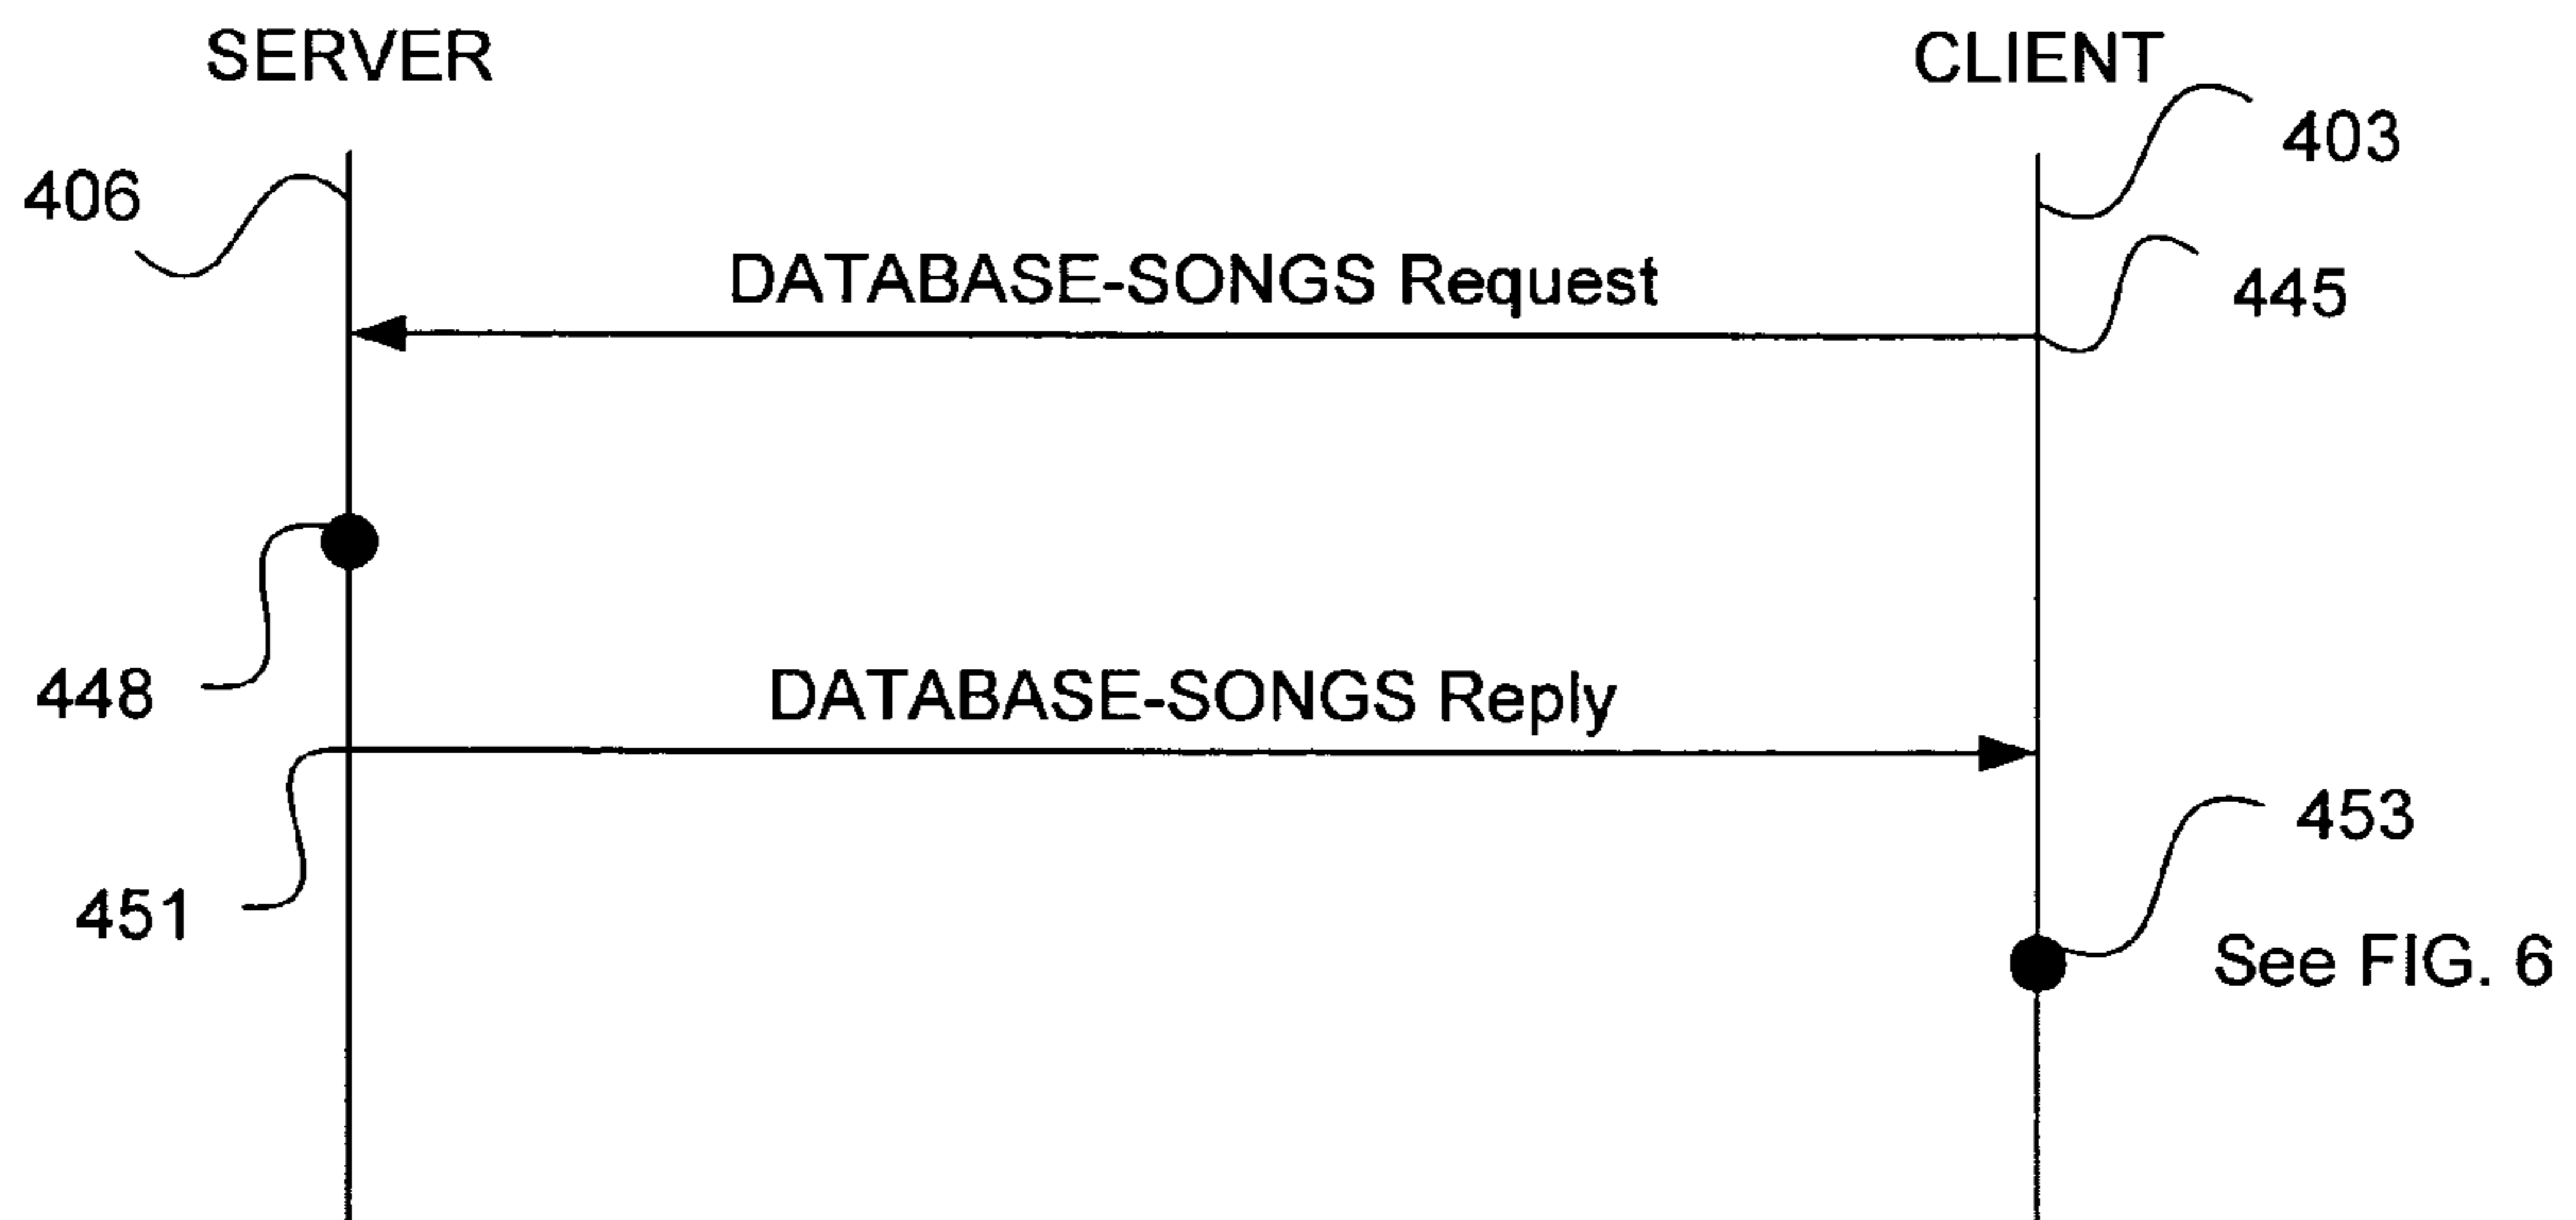 SERVER
CLIENT
403
406
DATABASE-SONGS Request
445
448
DATABASE-SONGS Reply
453
451
See FIG. 6